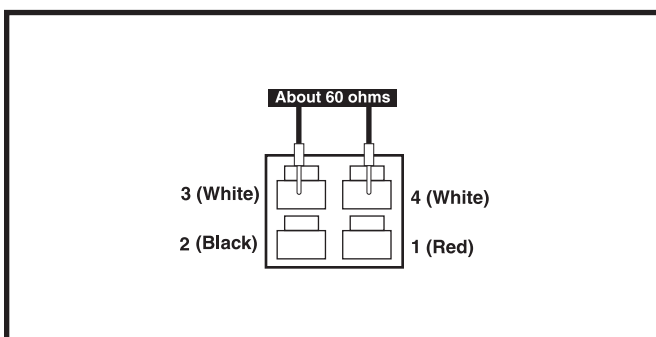 About 60 ohms
3 (White)
4 (White)
2 (Black)
1 (Red)